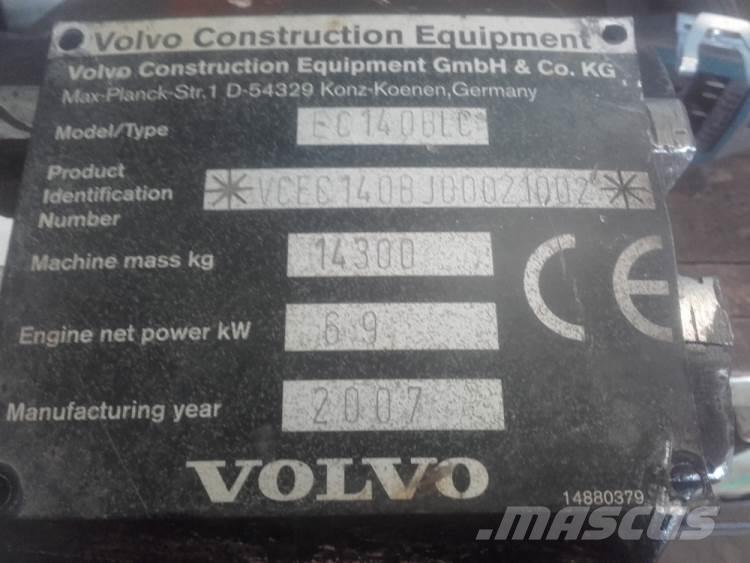 Volvo Construction Equipment
Volvo Construction Equipment GmbH & Co. KG
Max-Planck-Str.1 D-54329 Konz-Koenen, Germany
Model/Type EC140BLC
Product Identification Number *VCEC140BJ00021002*
Machine mass kg 14300
Engine net power kW 69
Manufacturing year 2007
CE
VOLVO
14880379
MASCUS